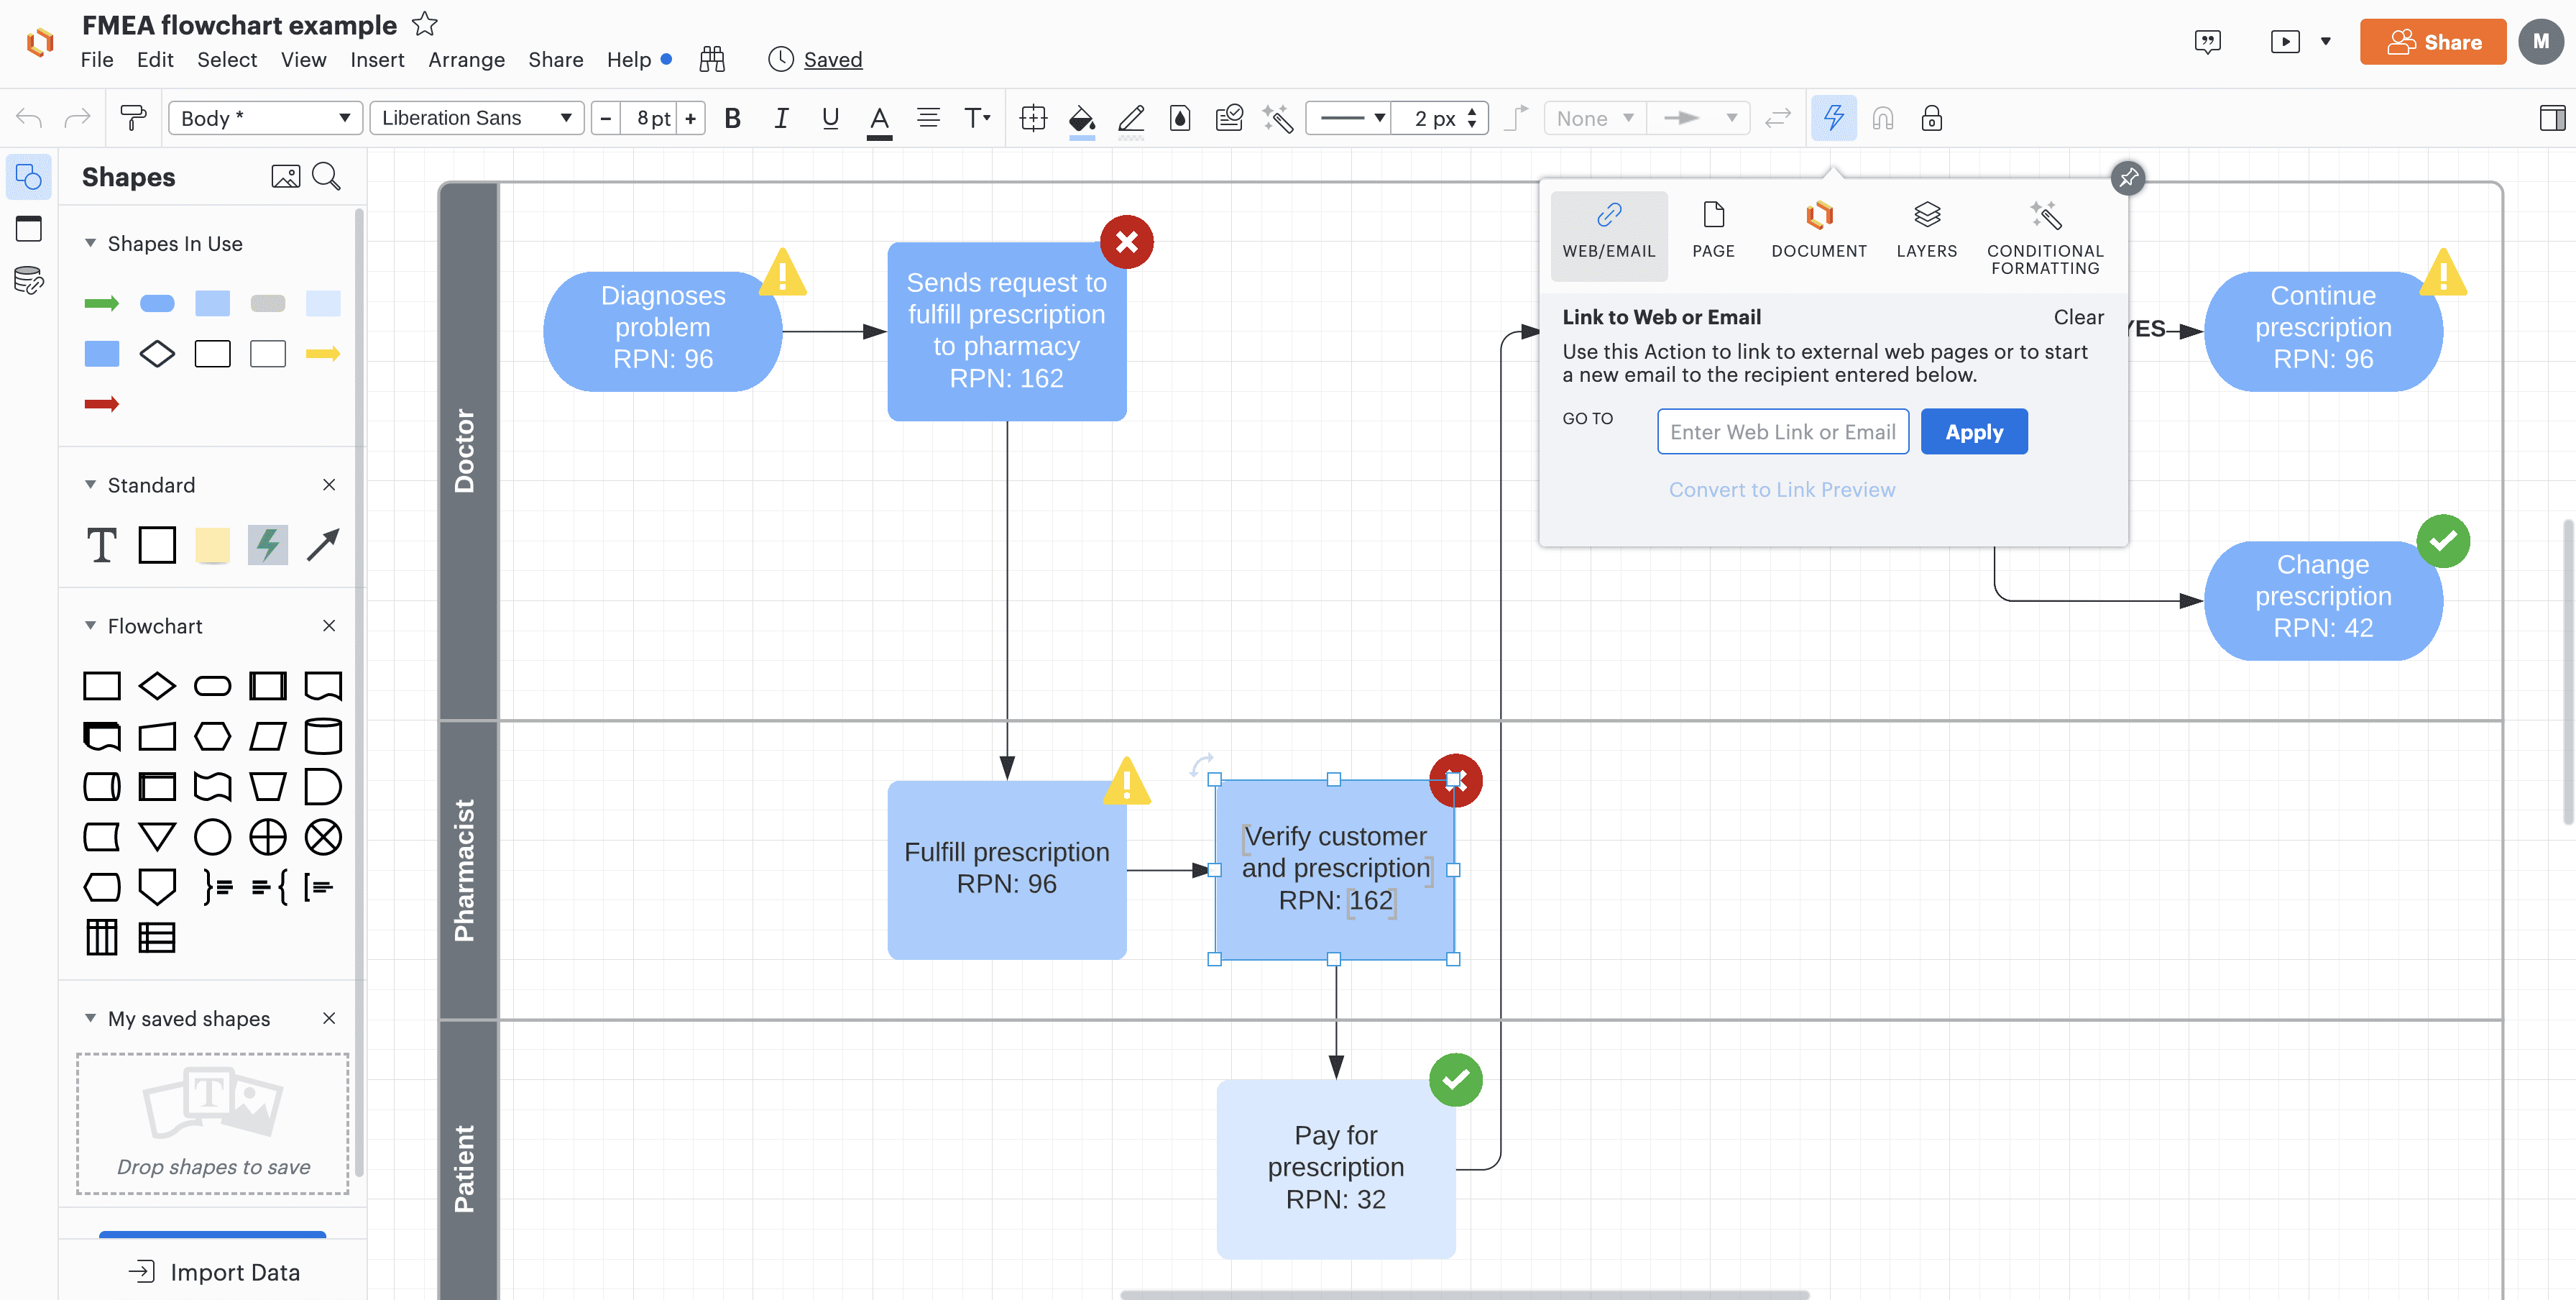 FMEA flowchart example
File Edit Select View Insert Arrange Share Help Saved
Share
M
Body *
Liberation Sans
8 pt
B I U A T
2 px
None
Shapes
Shapes In Use
Standard
T
Flowchart
My saved shapes
T
Drop shapes to save
Import Data
Doctor
Diagnoses
problem
RPN: 96
Sends request to
fulfill prescription
to pharmacy
RPN: 162
WEB/EMAIL
PAGE
DOCUMENT
LAYERS
CONDITIONAL
FORMATTING
Link to Web or Email
Clear
Use this Action to link to external web pages or to start
a new email to the recipient entered below.
GO TO
Enter Web Link or Email
Apply
Convert to Link Preview
YES
Continue
prescription
RPN: 96
Change
prescription
RPN: 42
Pharmacist
Fulfill prescription
RPN: 96
Verify customer
and prescription
RPN: 162
Patient
Pay for
prescription
RPN: 32